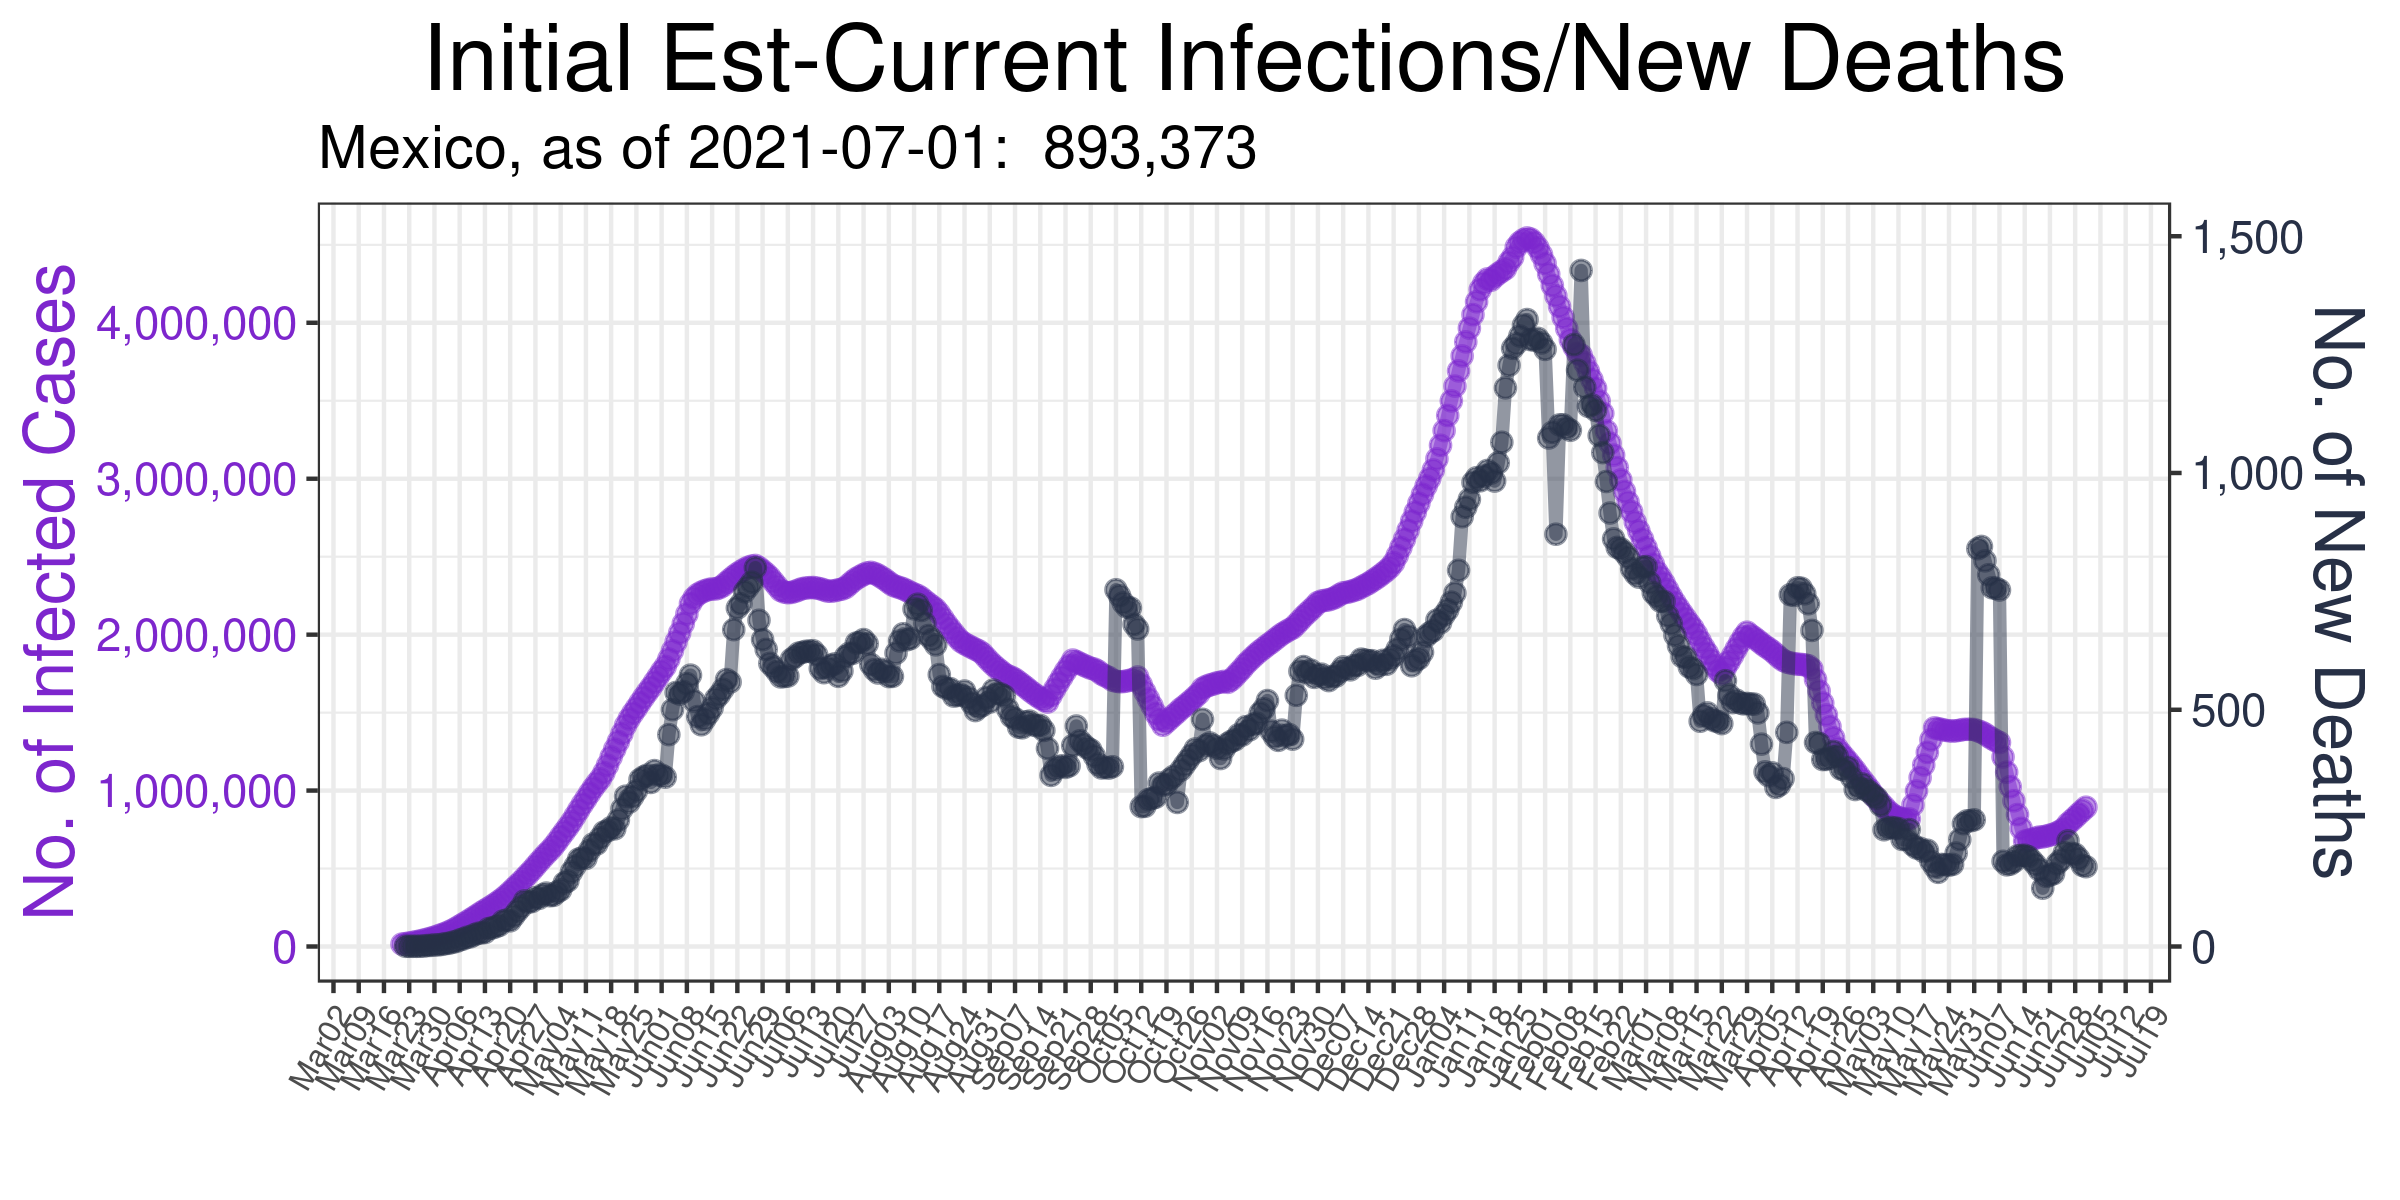 Initial Est-Current Infections/New Deaths
Mexico, as of 2021-07-01:  893,373
No. of Infected Cases
4,000,000
3,000,000
2,000,000
1,000,000
0
1,500
1,000
500
0
No. of New Deaths
Mar02
Mar09
Mar16
Mar23
Mar30
Apr06
Apr13
Apr20
Apr27
May04
May11
May18
May25
Jun01
Jun08
Jun15
Jun22
Jun29
Jul06
Jul13
Jul20
Jul27
Aug03
Aug10
Aug17
Aug24
Aug31
Sep07
Sep14
Sep21
Sep28
Oct05
Oct12
Oct19
Oct26
Nov02
Nov09
Nov16
Nov23
Nov30
Dec07
Dec14
Dec21
Dec28
Jan04
Jan11
Jan18
Jan25
Feb01
Feb08
Feb15
Feb22
Mar01
Mar08
Mar15
Mar22
Mar29
Apr05
Apr12
Apr19
Apr26
May03
May10
May17
May24
May31
Jun07
Jun14
Jun21
Jun28
Jul05
Jul12
Jul19